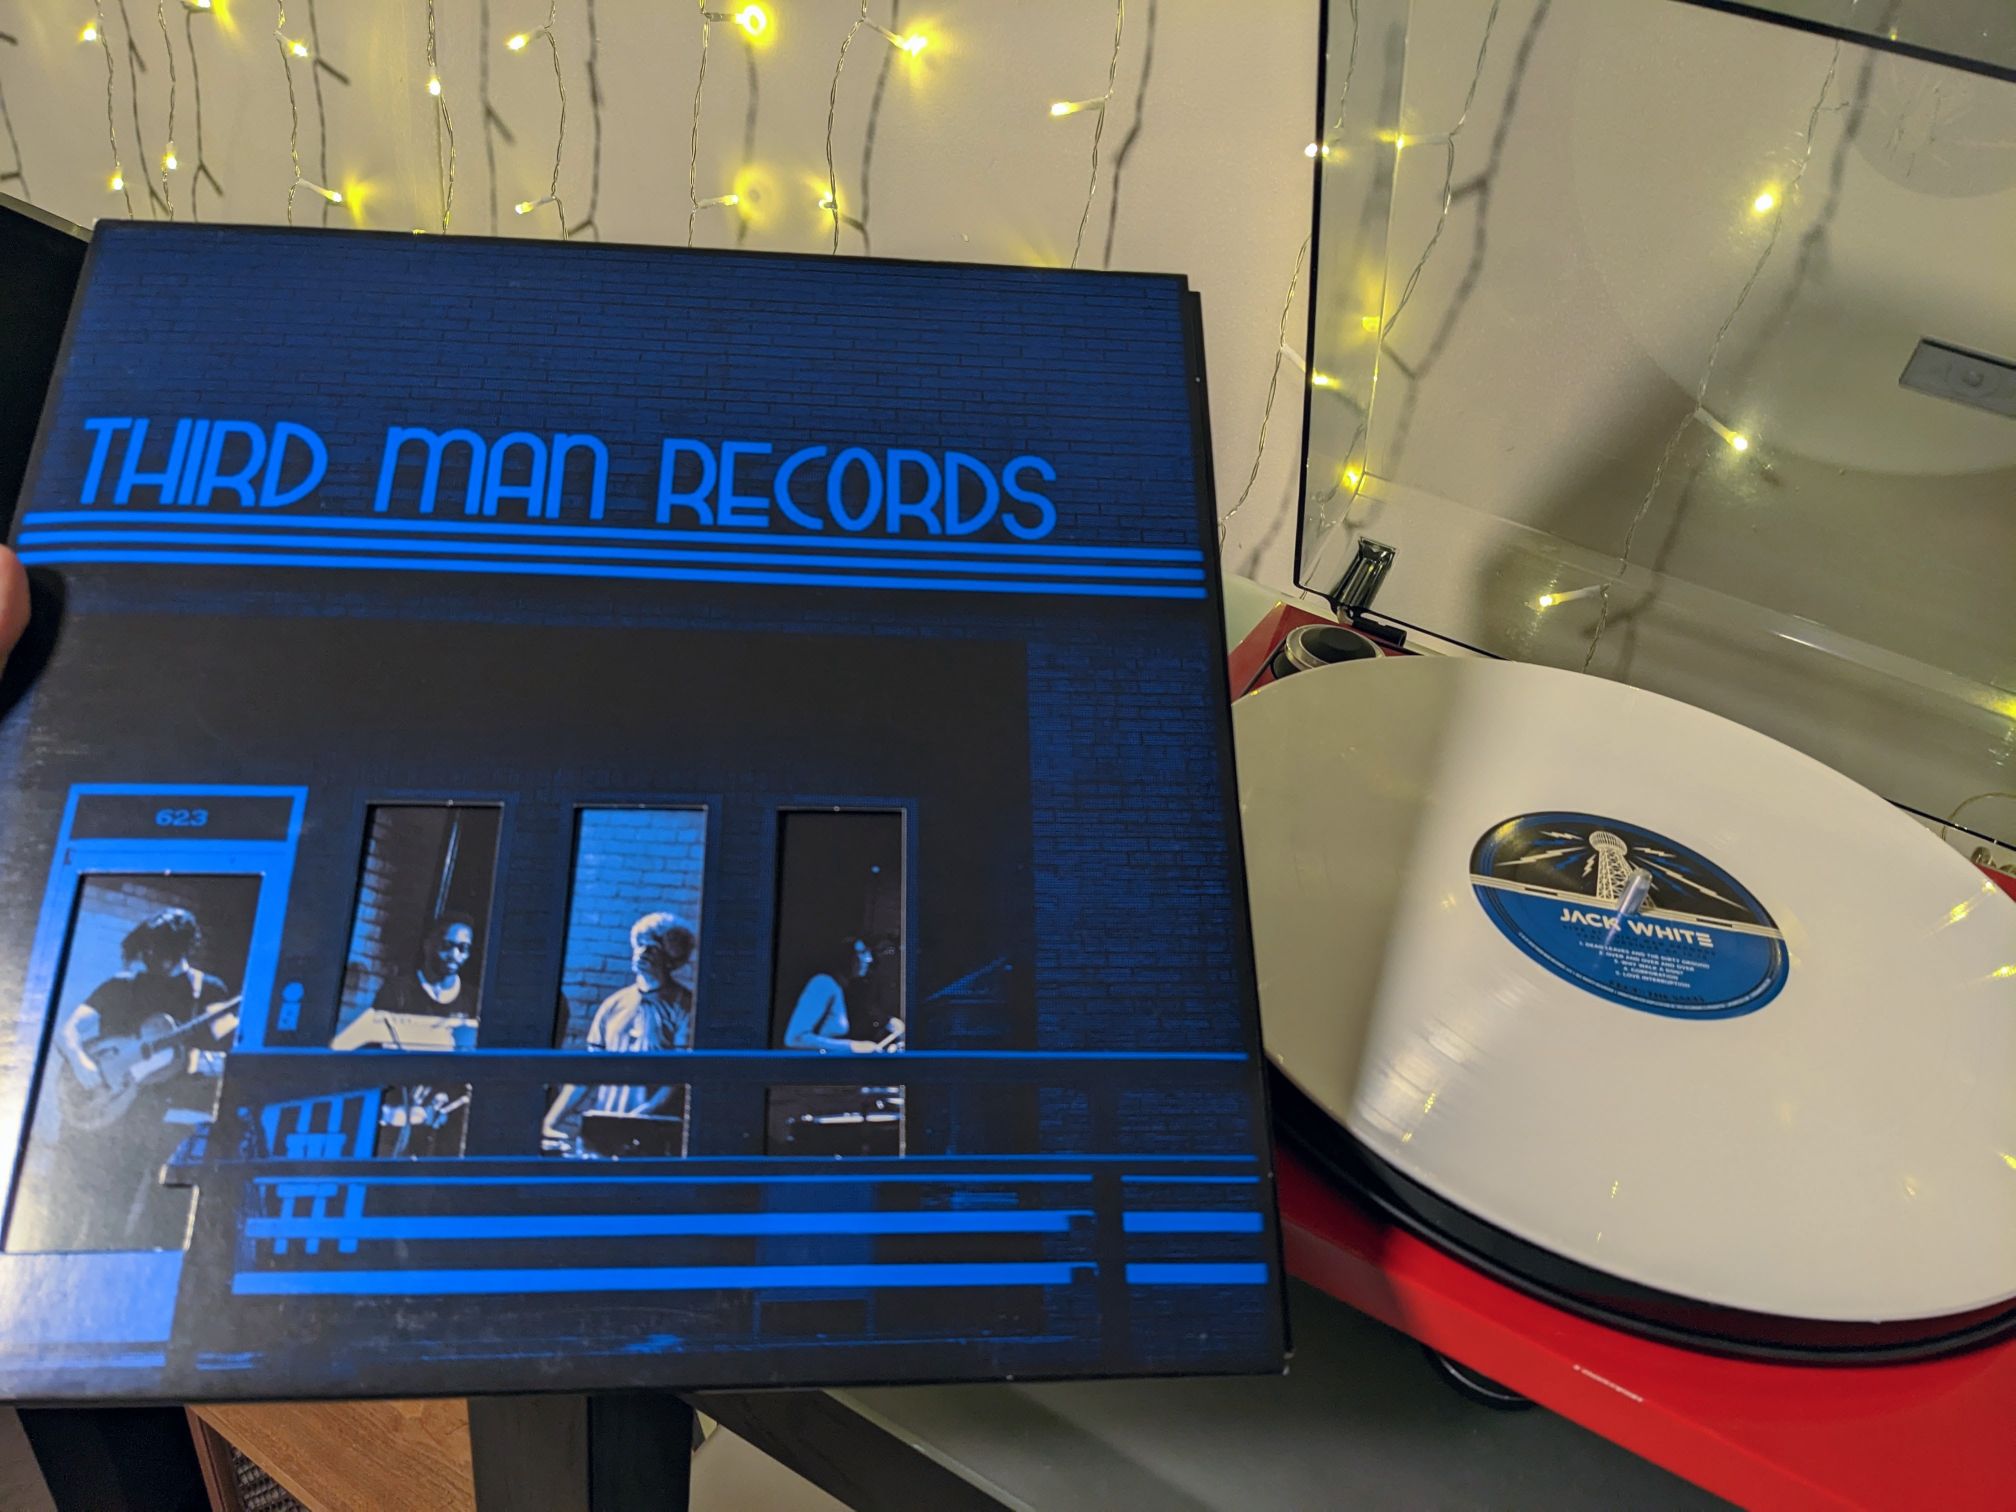 THIRD MAN RECORDS
623
JACK WHITE
1. DEAD LEAVES AND THE DIRTY GROUND
2. OVER AND OVER AND OVER
3. WHY WALK A DOG?
4. CORPORATION
5. LOVE INTERRUPTION